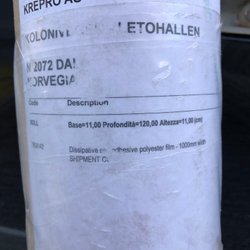 KREPRO AS
KOLONIV ETOHALLEN
N 2072 DAL
NORVEGIA
Code Description
ROLL Base=11,00 Profondità=120,00 Altezza=11,00 (cm)
Dissipative adhesive polyester film - 1000mm width
SHIPMENT C